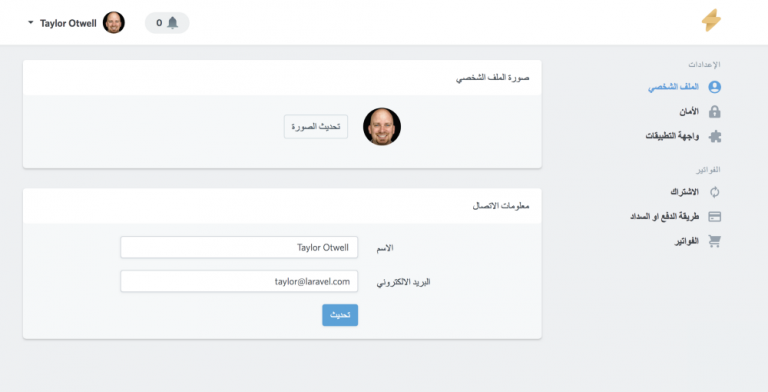 Taylor Otwell
0
الإعدادات
الملف الشخصي
الأمان
واجهة التطبيقات
الفواتير
الاشتراك
طريقة الدفع او السداد
الفواتير
صورة الملف الشخصي
تحديث الصورة
معلومات الاتصال
الاسم
Taylor Otwell
البريد الالكتروني
taylor@laravel.com
تحديث